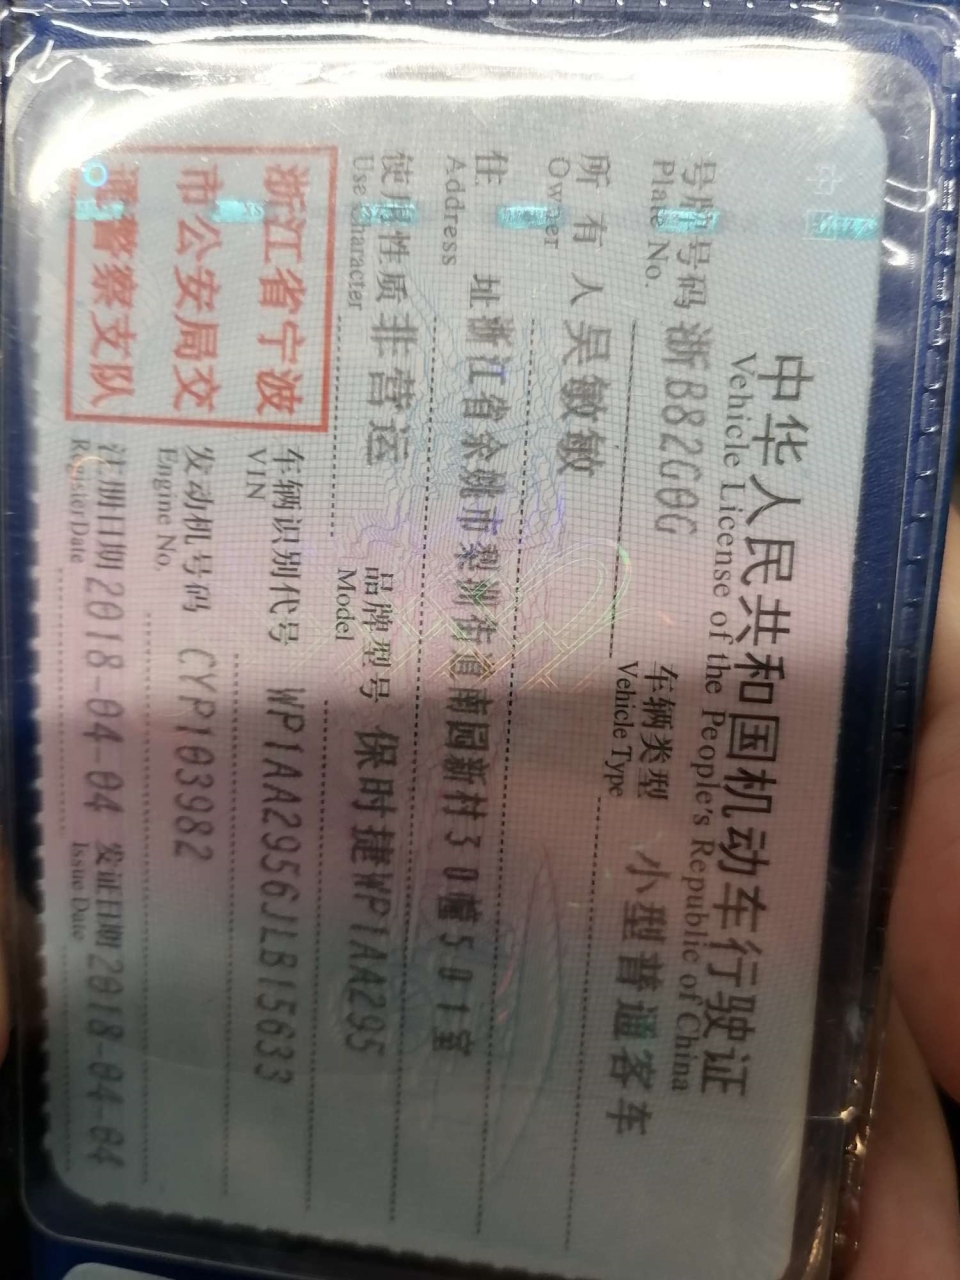 中华人民共和国机动车行驶证
Vehicle License of the People's Republic of China
号牌号码 浙B82G0G 车辆类型 小型普通客车
Plate No. Vehicle Type
所有人 吴敏敏
Owner
住址 浙江省余姚市梨洲街道南园新村30幢501室
Address
使用性质 非营运 品牌型号 保时捷WP1AA295
Use Character Model
浙江省宁波
市公安局交
通警察支队
车辆识别代号 WP1AA2956JLB15633
VIN
发动机号码 CYP103982
Engine No.
注册日期 2018-04-04 发证日期 2018-04-04
Register Date Issue Date